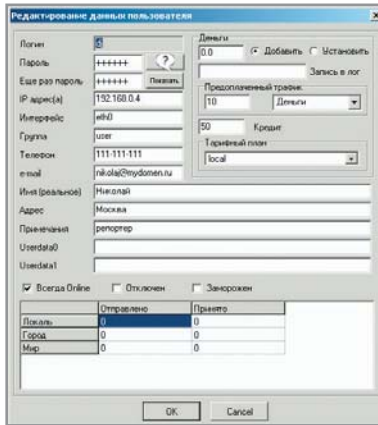 Редактирование данных пользователя
Логин
Пароль ++++++ ?
Еще раз пароль ++++++ Показать
IP адрес(а) 192.168.0.4
Интерфейс eth0
Группа user
Телефон 111-111-111
e-mail nikolaj@mydomen.ru
Деньги
0.0 Добавить Установить
Запись в лог
Предоплаченный трафик
10 Деньги
50 Кредит
Тарифный план
local
Имя (реальное) Николай
Адрес Москва
Примечания репортер
Userdata0
Userdata1
Всегда Online Отключен Заморожен
Отправлено Принято
Локаль 0 0
Город 0 0
Мир 0 0
OK Cancel